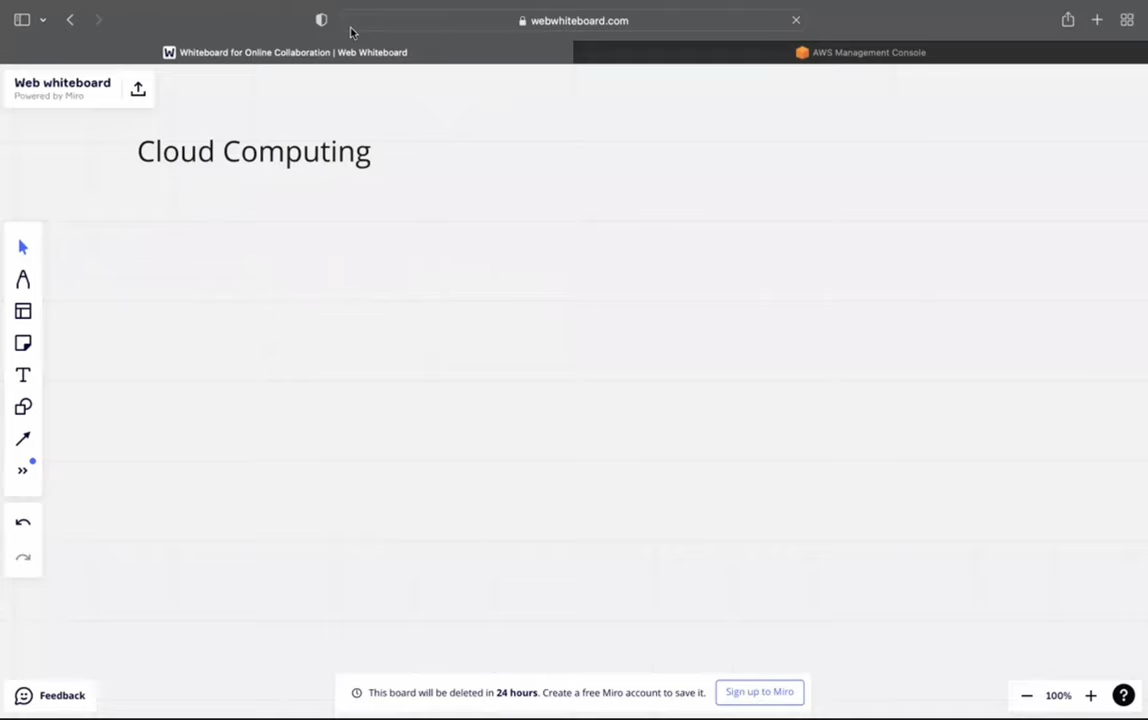 webwhiteboard.com
Whiteboard for Online Collaboration | Web Whiteboard
AWS Management Console
Web whiteboard
Powered by Miro
Cloud Computing
T
Feedback
This board will be deleted in 24 hours. Create a free Miro account to save it.
Sign up to Miro
100%
?